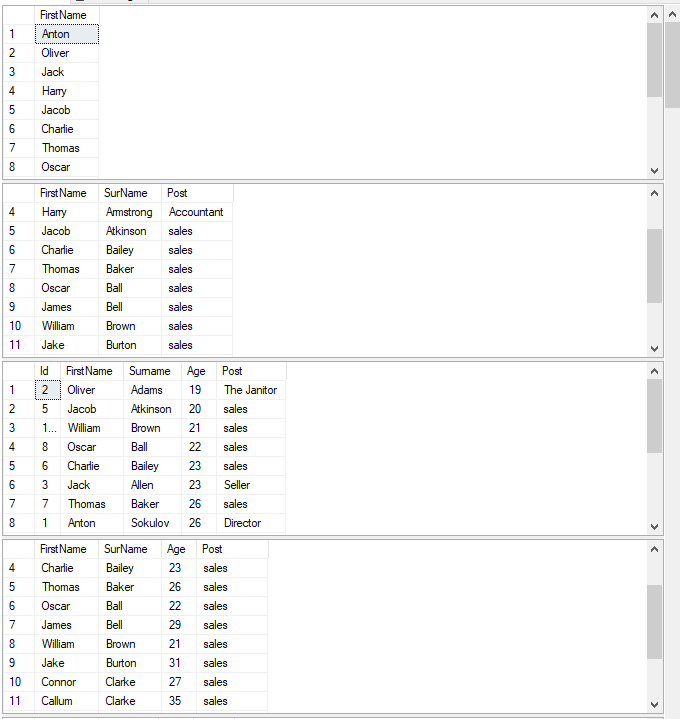 FirstName
1 Anton
2 Oliver
3 Jack
4 Harry
5 Jacob
6 Charlie
7 Thomas
8 Oscar
FirstName SurName Post
4 Harry Armstrong Accountant
5 Jacob Atkinson sales
6 Charlie Bailey sales
7 Thomas Baker sales
8 Oscar Ball sales
9 James Bell sales
10 William Brown sales
11 Jake Burton sales
Id FirstName Surname Age Post
1 2 Oliver Adams 19 The Janitor
2 5 Jacob Atkinson 20 sales
3 1... William Brown 21 sales
4 8 Oscar Ball 22 sales
5 6 Charlie Bailey 23 sales
6 3 Jack Allen 23 Seller
7 7 Thomas Baker 26 sales
8 1 Anton Sokulov 26 Director
FirstName SurName Age Post
4 Charlie Bailey 23 sales
5 Thomas Baker 26 sales
6 Oscar Ball 22 sales
7 James Bell 29 sales
8 William Brown 21 sales
9 Jake Burton 31 sales
10 Connor Clarke 27 sales
11 Callum Clarke 35 sales